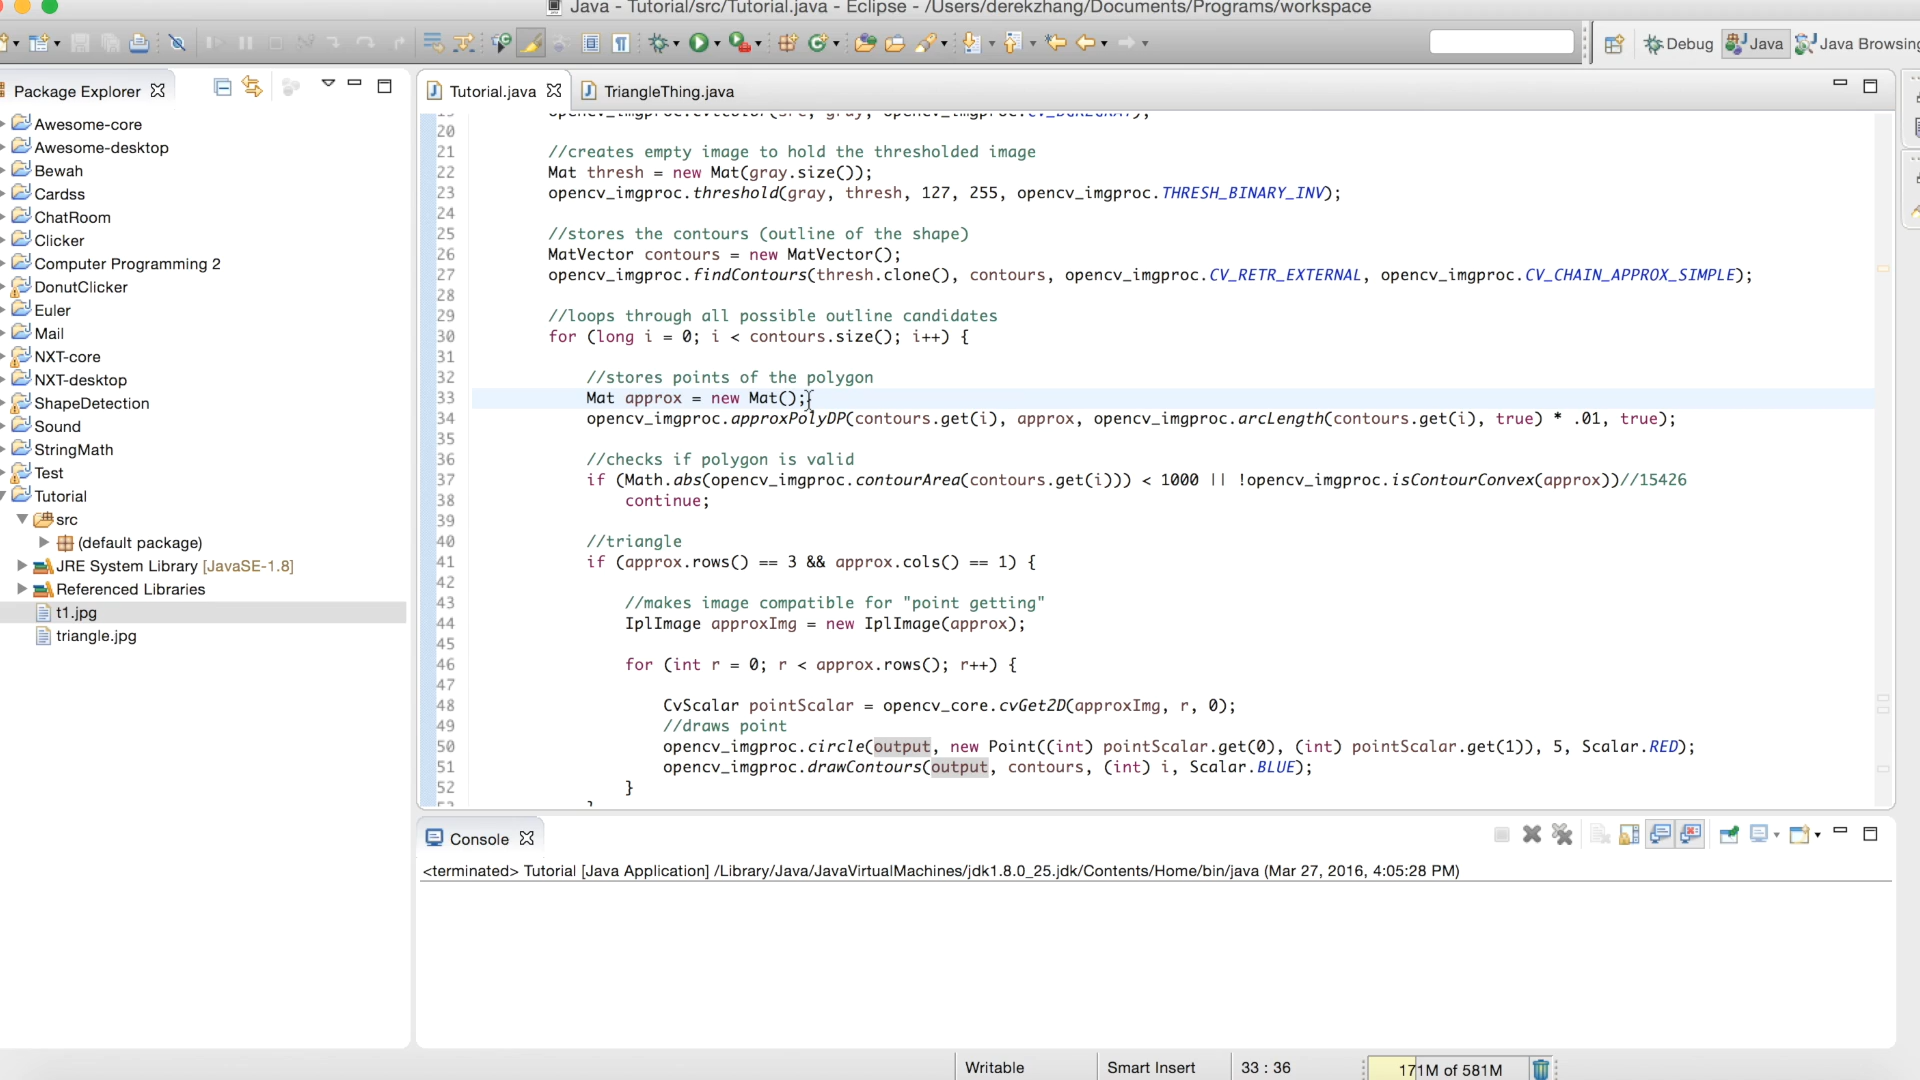 Java - Tutorial/src/Tutorial.java - Eclipse - /Users/derekzhang/Documents/Programs/workspace
Debug
Java
Java Browsing
Package Explorer
Awesome-core
Awesome-desktop
Bewah
Cardss
ChatRoom
Clicker
Computer Programming 2
DonutClicker
Euler
Mail
NXT-core
NXT-desktop
ShapeDetection
Sound
StringMath
Test
Tutorial
src
(default package)
JRE System Library [JavaSE-1.8]
Referenced Libraries
t1.jpg
triangle.jpg
Tutorial.java
TriangleThing.java
20
21 //creates empty image to hold the thresholded image
22 Mat thresh = new Mat(gray.size());
23 opencv_imgproc.threshold(gray, thresh, 127, 255, opencv_imgproc.THRESH_BINARY_INV);
24
25 //stores the contours (outline of the shape)
26 MatVector contours = new MatVector();
27 opencv_imgproc.findContours(thresh.clone(), contours, opencv_imgproc.CV_RETR_EXTERNAL, opencv_imgproc.CV_CHAIN_APPROX_SIMPLE);
28
29 //loops through all possible outline candidates
30 for (long i = 0; i < contours.size(); i++) {
31
32 //stores points of the polygon
33 Mat approx = new Mat();
34 opencv_imgproc.approxPolyDP(contours.get(i), approx, opencv_imgproc.arcLength(contours.get(i), true) * .01, true);
35
36 //checks if polygon is valid
37 if (Math.abs(opencv_imgproc.contourArea(contours.get(i))) < 1000 || !opencv_imgproc.isContourConvex(approx))//15426
38 continue;
39
40 //triangle
41 if (approx.rows() == 3 && approx.cols() == 1) {
42
43 //makes image compatible for "point getting"
44 IplImage approxImg = new IplImage(approx);
45
46 for (int r = 0; r < approx.rows(); r++) {
47
48 CvScalar pointScalar = opencv_core.cvGet2D(approxImg, r, 0);
49 //draws point
50 opencv_imgproc.circle(output, new Point((int) pointScalar.get(0), (int) pointScalar.get(1)), 5, Scalar.RED);
51 opencv_imgproc.drawContours(output, contours, (int) i, Scalar.BLUE);
52 }
Console
<terminated> Tutorial [Java Application] /Library/Java/JavaVirtualMachines/jdk1.8.0_25.jdk/Contents/Home/bin/java (Mar 27, 2016, 4:05:28 PM)
Writable
Smart Insert
33 : 36
171M of 581M